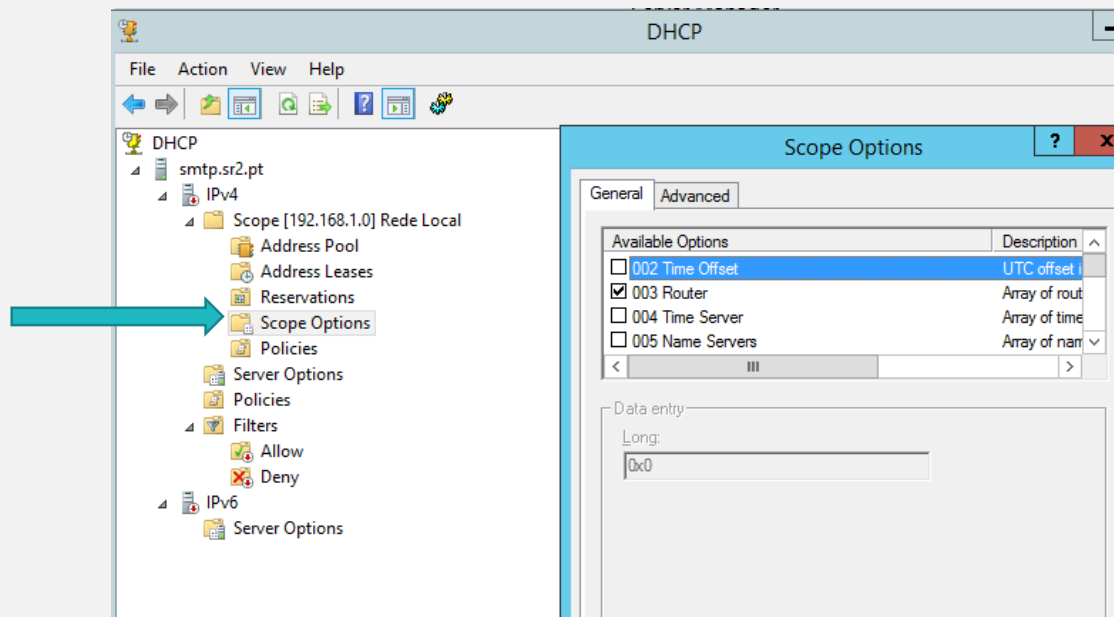 DHCP
File Action View Help
DHCP
smtp.sr2.pt
IPv4
Scope [192.168.1.0] Rede Local
Address Pool
Address Leases
Reservations
Scope Options
Policies
Server Options
Policies
Filters
Allow
Deny
IPv6
Server Options
Scope Options
? x
General Advanced
Available Options Description
002 Time Offset UTC offset i
003 Router Array of rout
004 Time Server Array of time
005 Name Servers Array of nam
Data entry
Long:
0x0